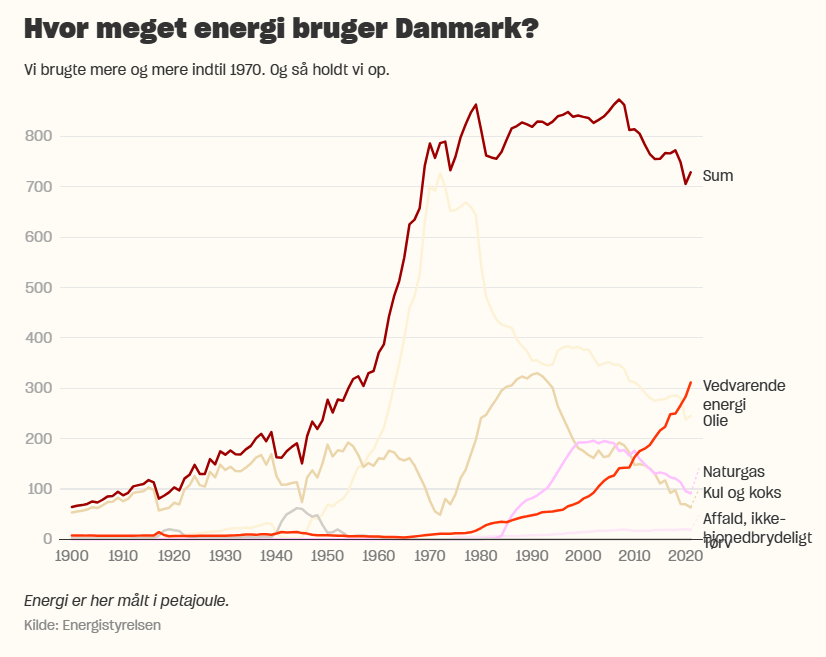 Hvor meget energi bruger Danmark?
Vi brugte mere og mere indtil 1970. Og så holdt vi op.
800
700
600
500
400
300
200
100
0
Sum
Vedvarende
energi
Olie
Naturgas
Kul og koks
Affald, ikke-
bionedbrydeligt
Tørv
1900 1910 1920 1930 1940 1950 1960 1970 1980 1990 2000 2010 2020
Energi er her målt i petajoule.
Kilde: Energistyrelsen